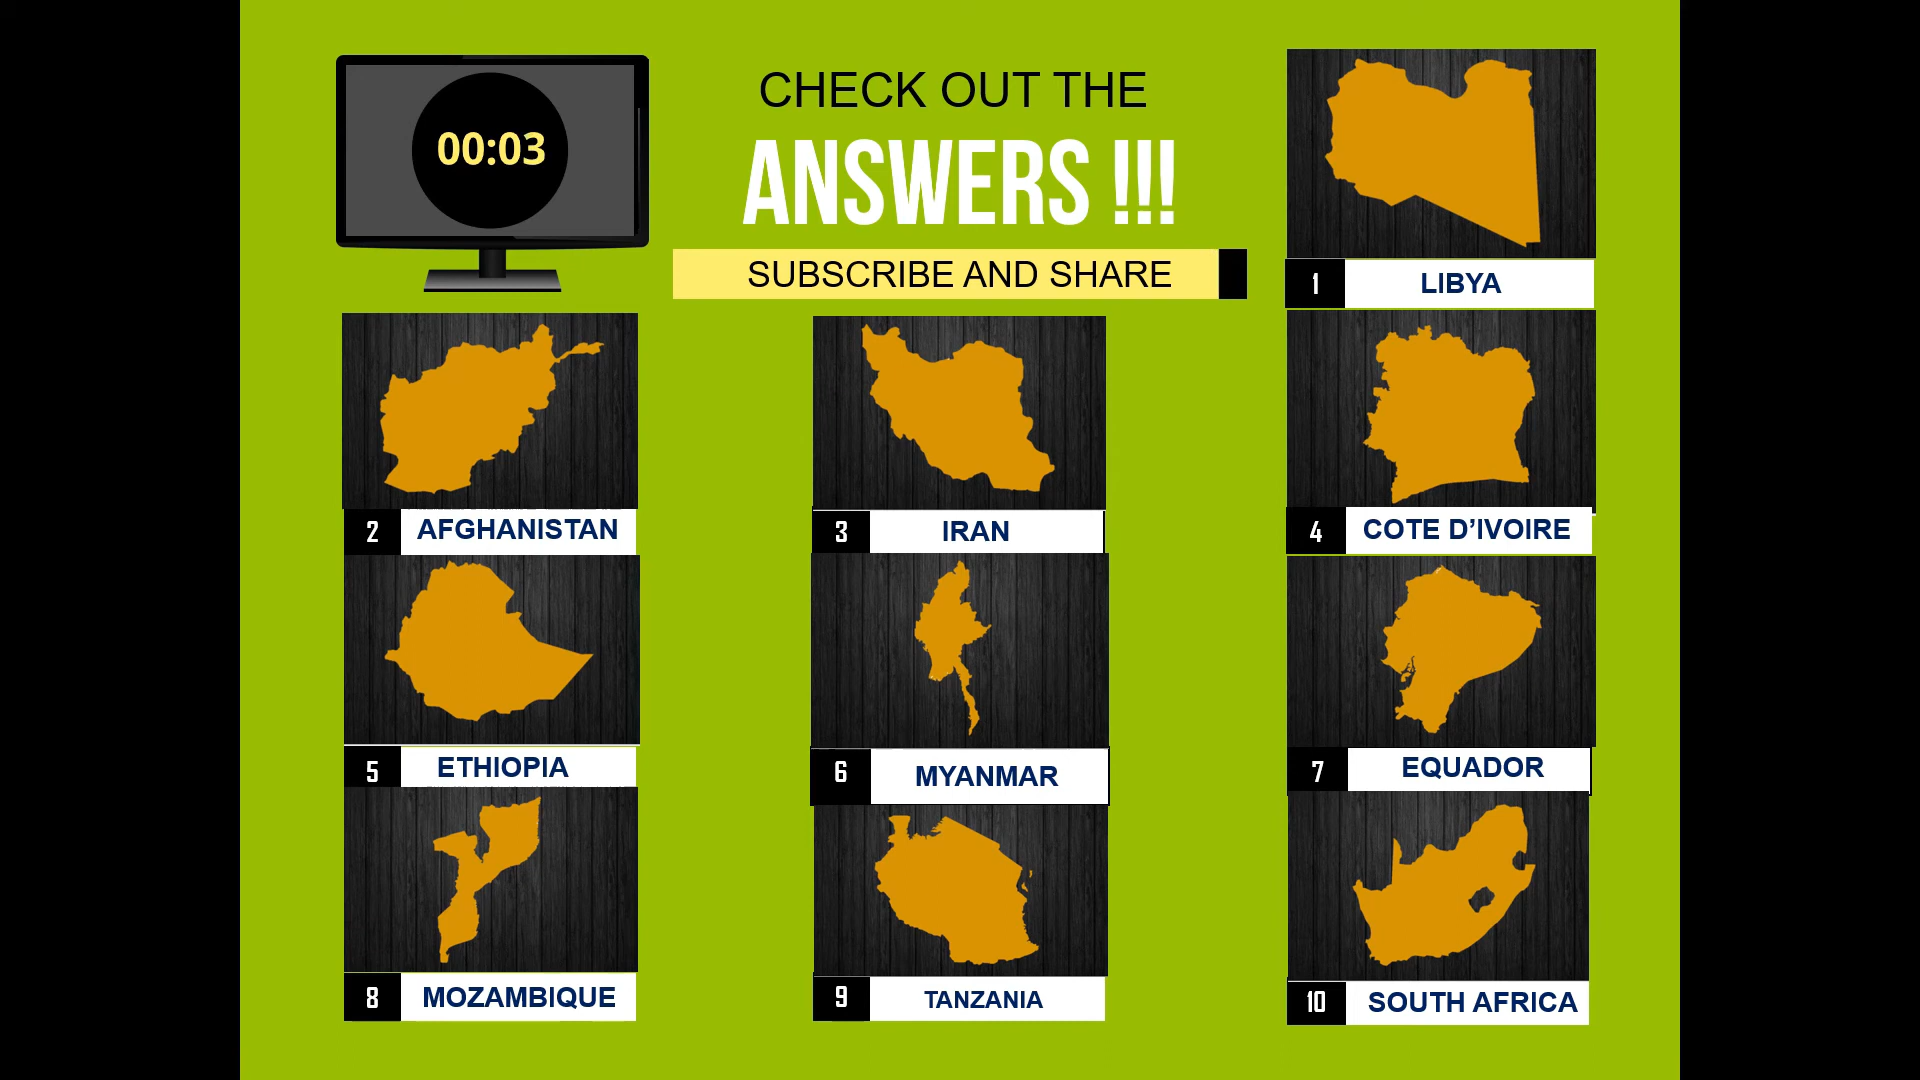 00:03
CHECK OUT THE
ANSWERS !!!
SUBSCRIBE AND SHARE
1 LIBYA
2 AFGHANISTAN
3 IRAN
4 COTE D’IVOIRE
5 ETHIOPIA
6 MYANMAR
7 EQUADOR
8 MOZAMBIQUE
9 TANZANIA
10 SOUTH AFRICA